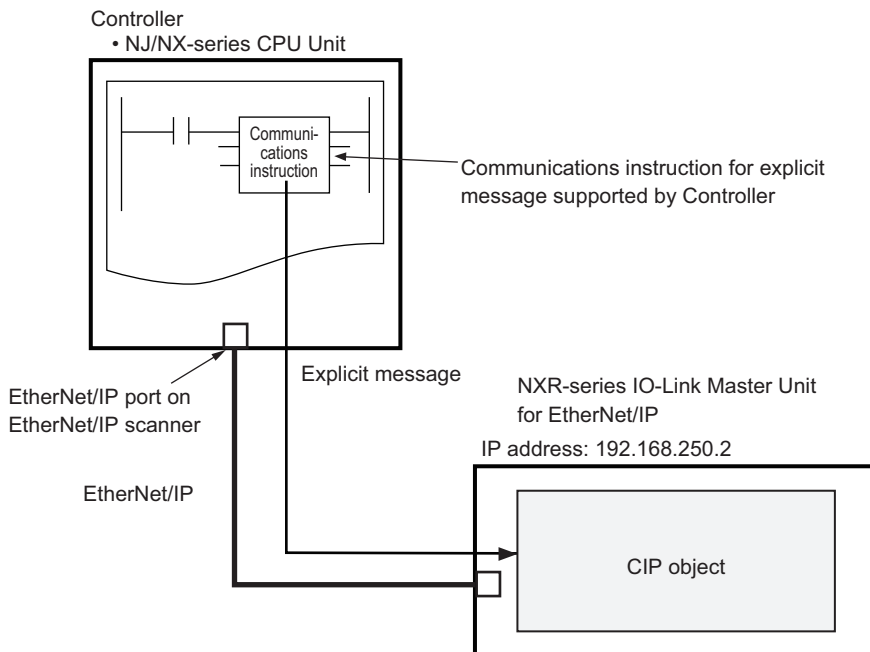 Controller
• NJ/NX-series CPU Unit
Communi-
cations
instruction
Communications instruction for explicit
message supported by Controller
Explicit message
EtherNet/IP port on
EtherNet/IP scanner
NXR-series IO-Link Master Unit
for EtherNet/IP
IP address: 192.168.250.2
EtherNet/IP
CIP object